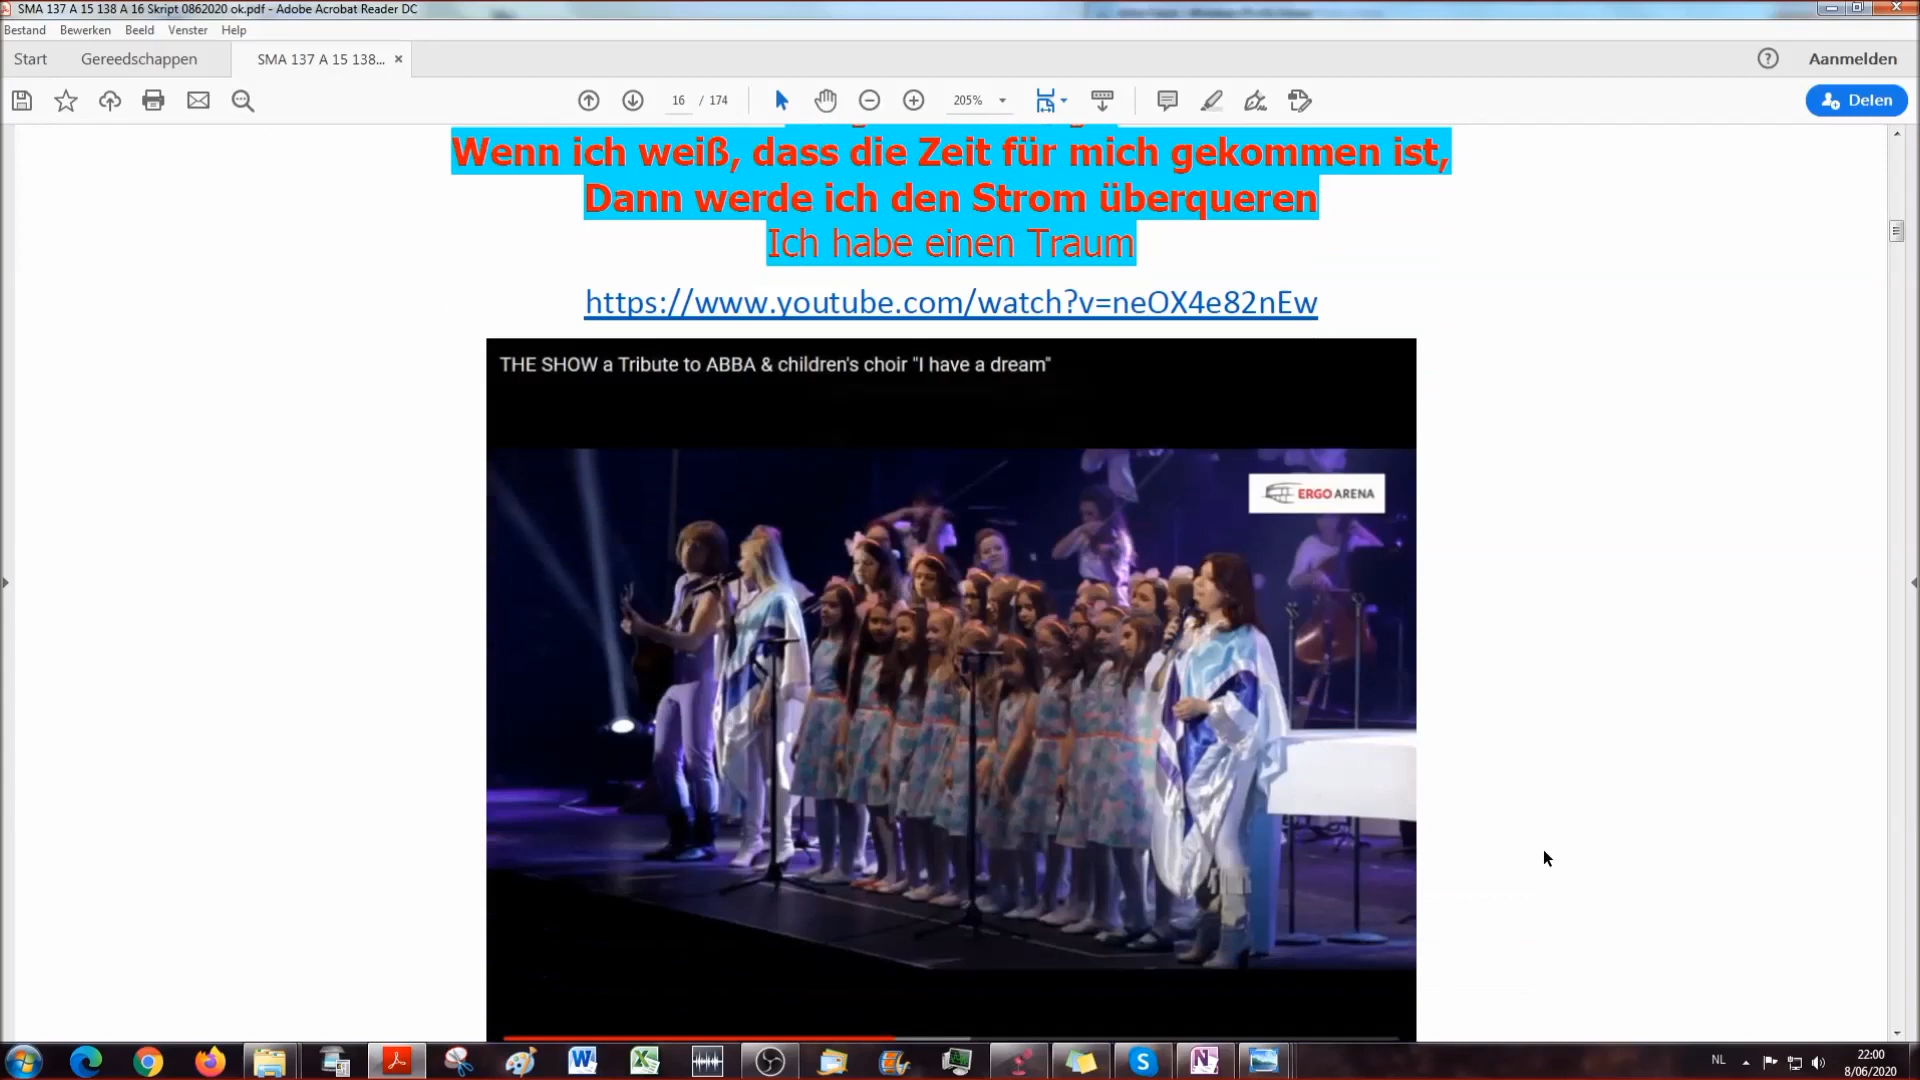 SMA 137 A 15 138 A 16 Skript 0862020 ok.pdf - Adobe Acrobat Reader DC
Bestand Bewerken Beeld Venster Help
Start Gereedschappen SMA 137 A 15 138... × Aanmelden
16 / 174 205% Delen
Wenn ich weiß, dass die Zeit für mich gekommen ist,
Dann werde ich den Strom überqueren
Ich habe einen Traum
https://www.youtube.com/watch?v=neOX4e82nEw
THE SHOW a Tribute to ABBA & children's choir "I have a dream"
ERGO ARENA
NL 22:00
8/06/2020